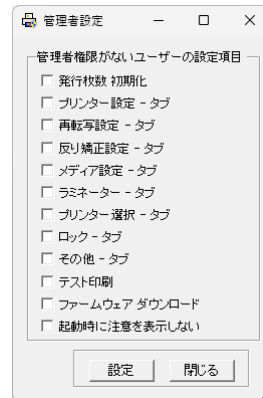 管理者設定
管理者権限がないユーザーの設定項目
発行枚数 初期化
プリンター設定 - タブ
再転写設定 - タブ
反り矯正設定 - タブ
メディア設定 - タブ
ラミネーター - タブ
プリンター選択 - タブ
ロック - タブ
その他 - タブ
テスト印刷
ファームウェア ダウンロード
起動時に注意を表示しない
設定 閉じる